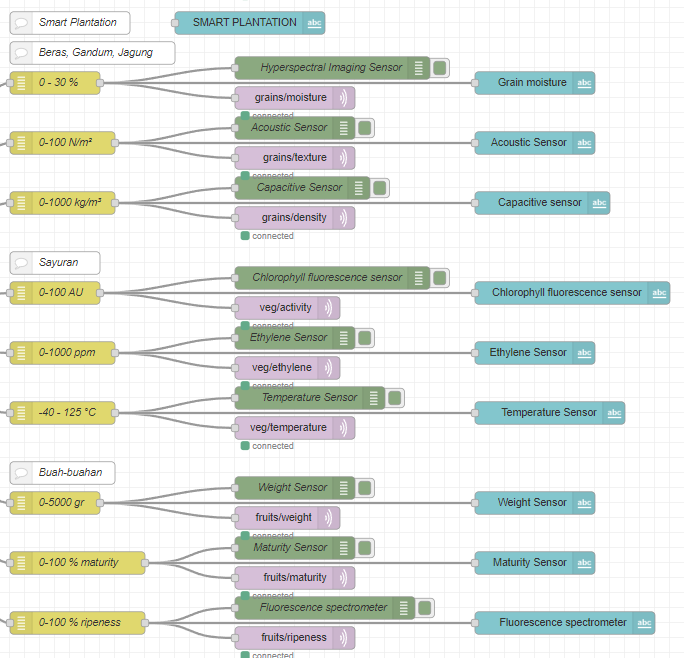 Smart Plantation
SMART PLANTATION abc
Beras, Gandum, Jagung
0 - 30 %
Hyperspectral Imaging Sensor
Grain moisture abc
grains/moisture
connected
0-100 N/m²
Acoustic Sensor
Acoustic Sensor abc
grains/texture
connected
0-1000 kg/m³
Capacitive Sensor
Capacitive sensor abc
grains/density
connected
Sayuran
0-100 AU
Chlorophyll fluorescence sensor
Chlorophyll fluorescence sensor abc
veg/activity
connected
0-1000 ppm
Ethylene Sensor
Ethylene Sensor abc
veg/ethylene
connected
-40 - 125 °C
Temperature Sensor
Temperature Sensor abc
veg/temperature
connected
Buah-buahan
0-5000 gr
Weight Sensor
Weight Sensor abc
fruits/weight
connected
0-100 % maturity
Maturity Sensor
Maturity Sensor abc
fruits/maturity
connected
0-100 % ripeness
Fluorescence spectrometer
Fluorescence spectrometer abc
fruits/ripeness
connected